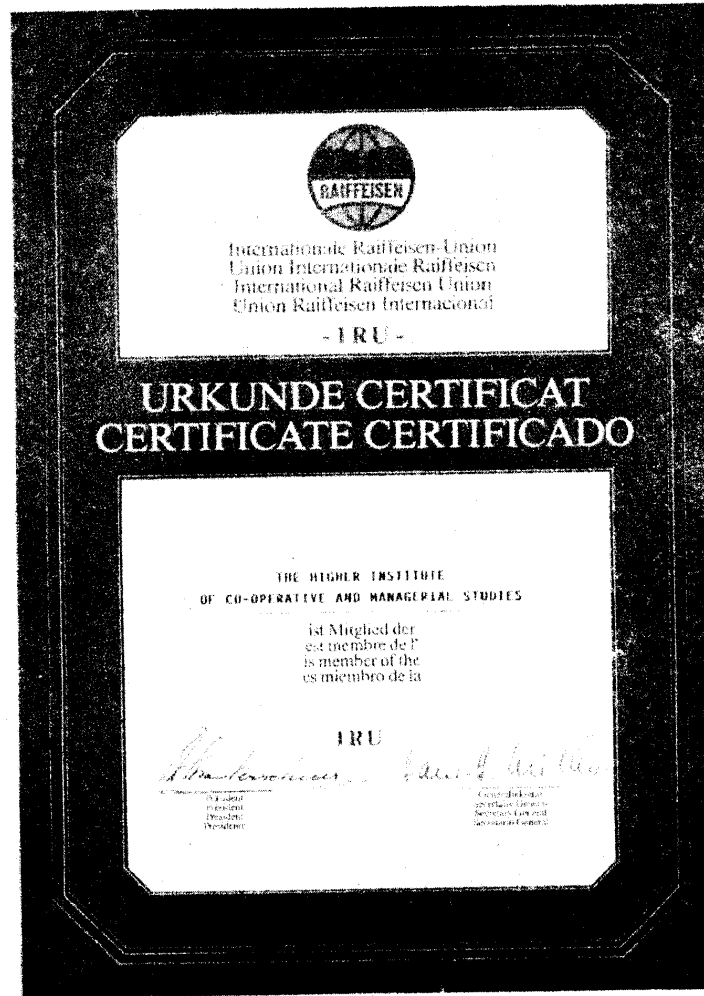 RAIFFEISEN
Internationale Raiffeisen-Union
Union Internationale Raiffeisen
International Raiffeisen Union
Union Raiffeisen Internacional
- IRU -
URKUNDE CERTIFICAT
CERTIFICATE CERTIFICADO
THE HIGHER INSTITUTE
OF CO-OPERATIVE AND MANAGERIAL STUDIES
ist Mitglied der
est membre de l'
is member of the
es miembro de la
IRU
Präsident
Président
President
Presidente
Generalsekretär
Secrétaire Général
Secretary General
Secretario General